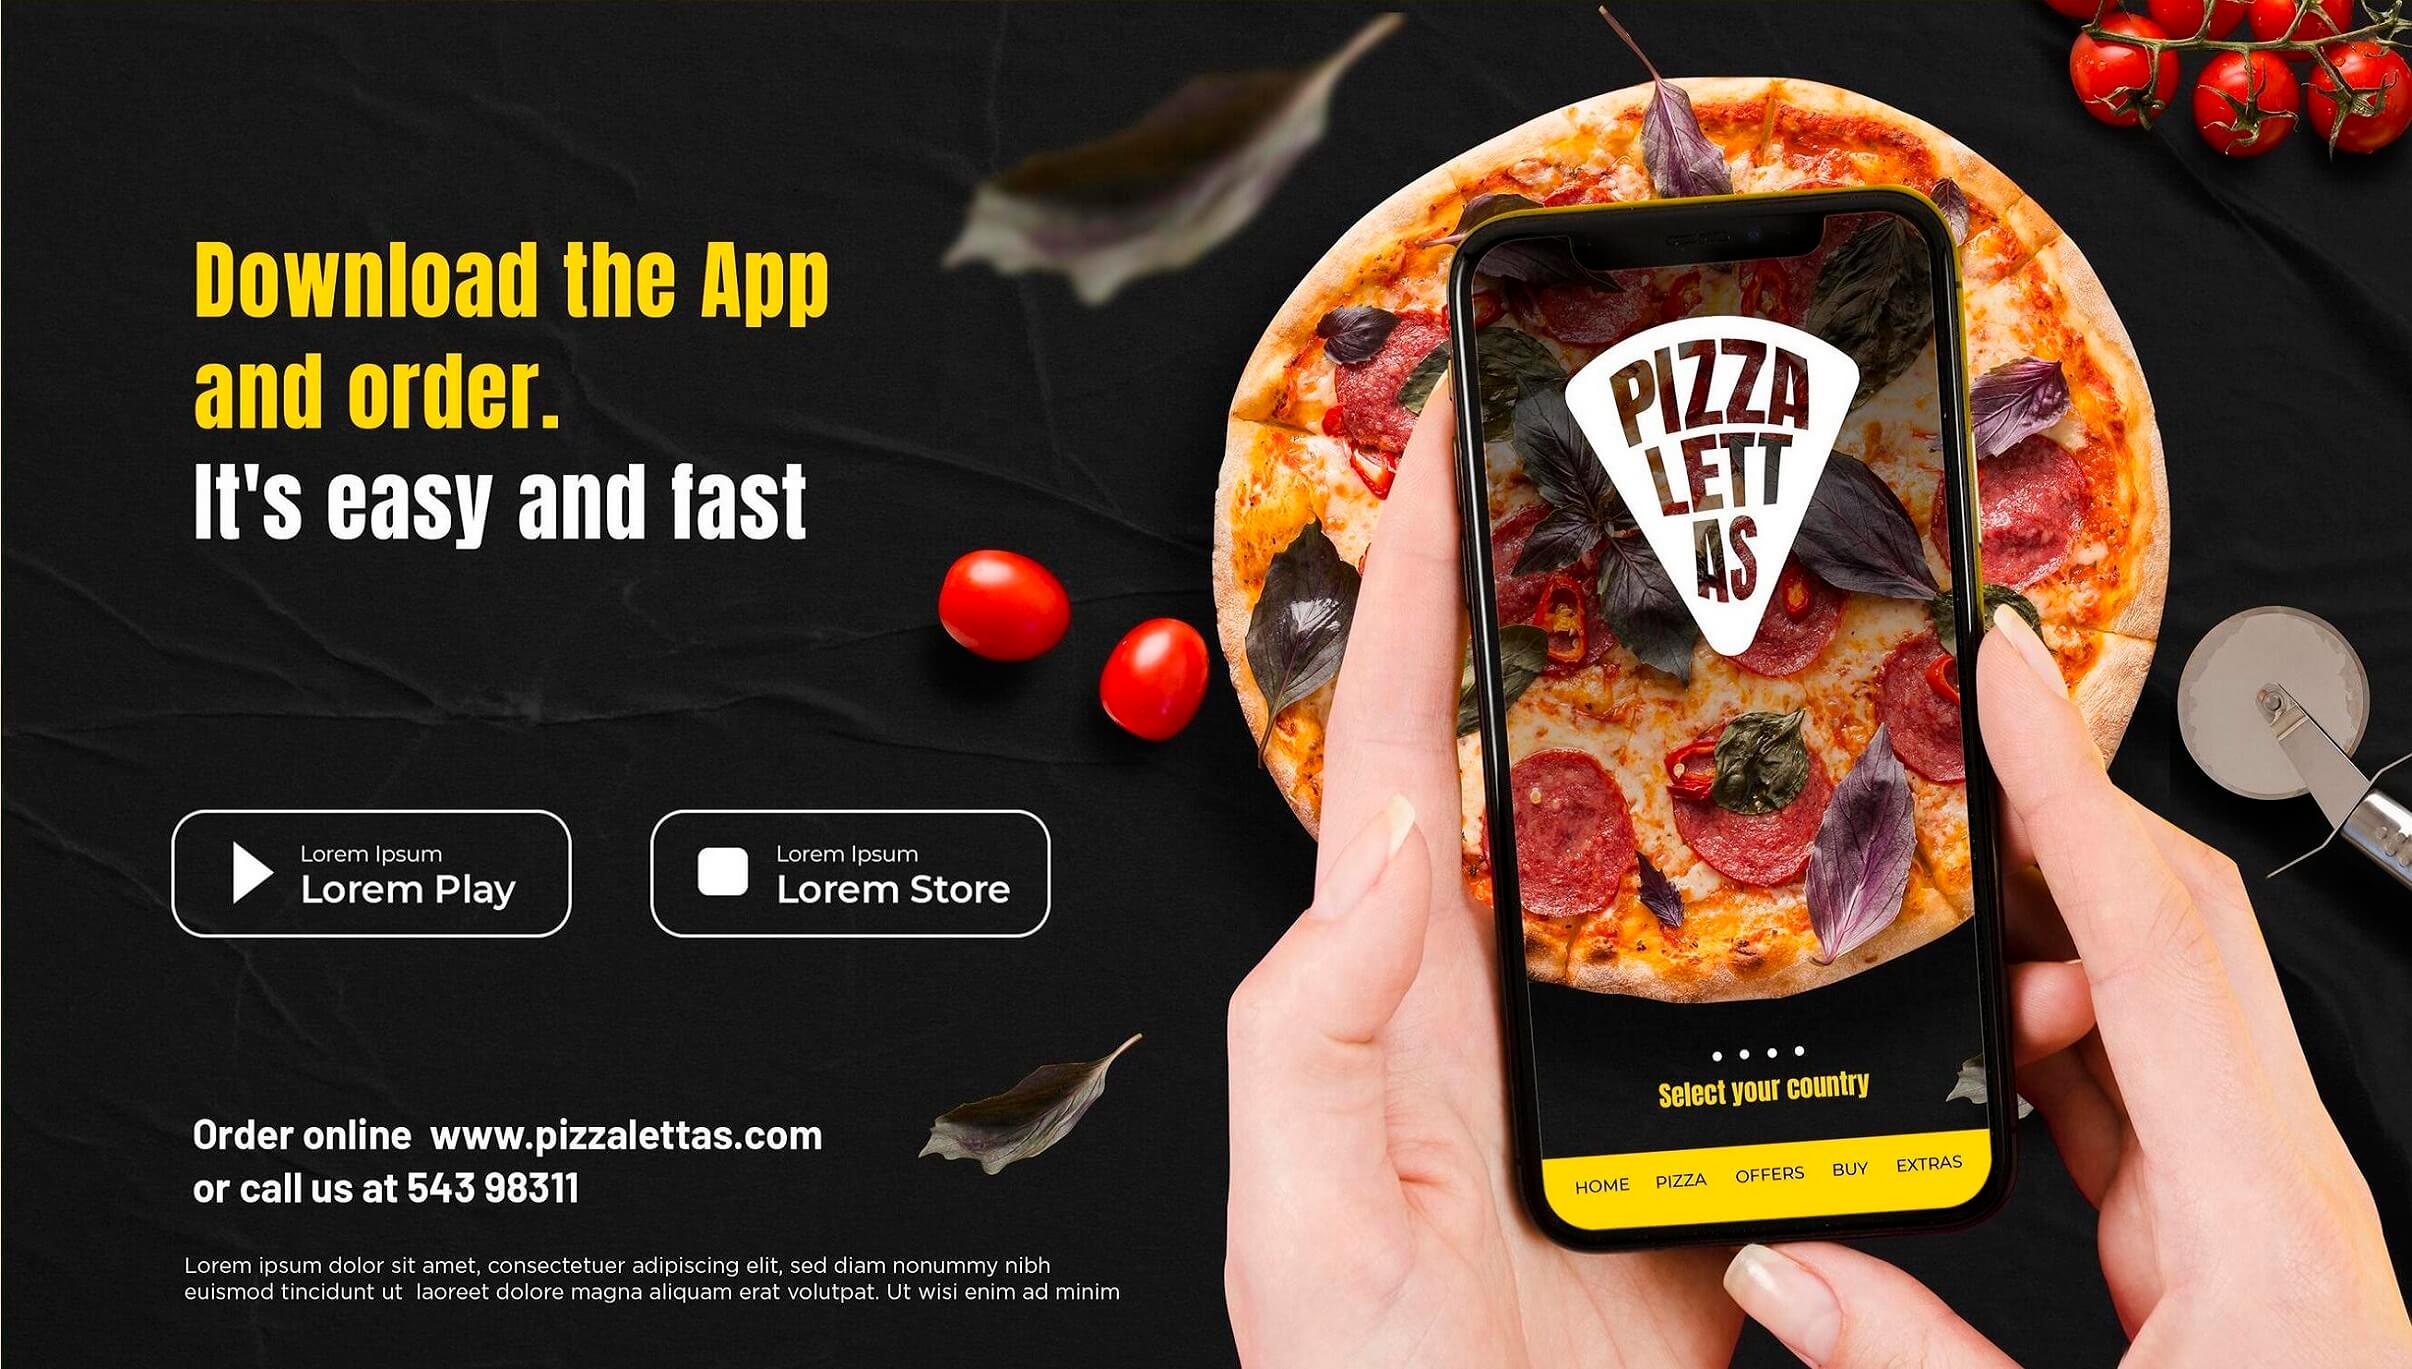 Download the App
and order.
It's easy and fast
Lorem Ipsum
Lorem Play
Lorem Ipsum
Lorem Store
Order online  www.pizzalettas.com
or call us at 543 98311
Lorem ipsum dolor sit amet, consectetuer adipiscing elit, sed diam nonummy nibh
euismod tincidunt ut  laoreet dolore magna aliquam erat volutpat. Ut wisi enim ad minim
PIZZA
LETT
AS
Select your country
HOME PIZZA OFFERS BUY EXTRAS